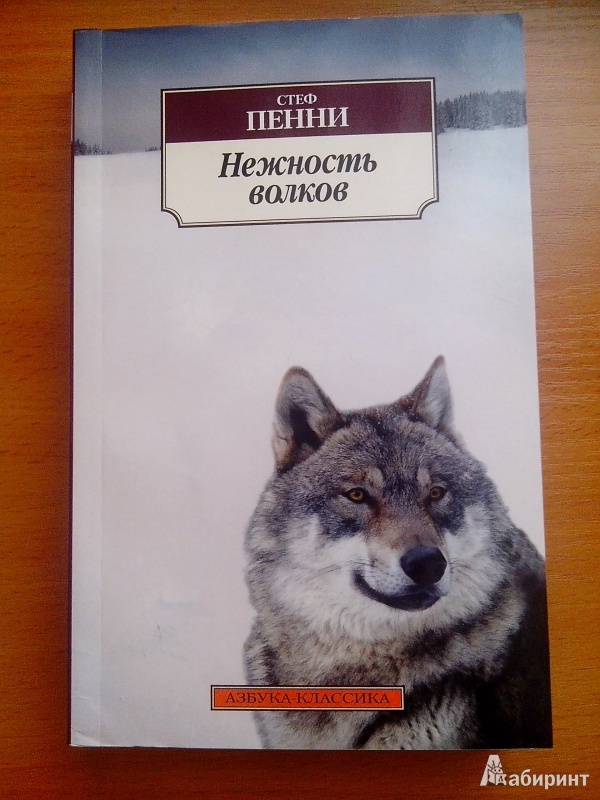 СТЕФ
ПЕННИ
Нежность
волков
АЗБУКА-КЛАССИКА
Лабиринт